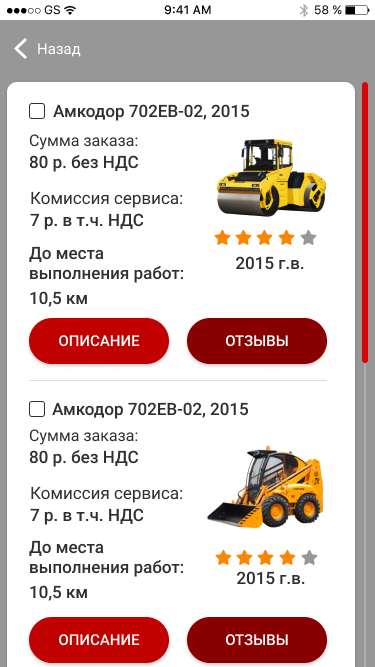 GS 9:41 AM 58 %
Назад
Амкодор 702ЕВ-02, 2015
Сумма заказа:
80 р. без НДС
Комиссия сервиса:
7 р. в т.ч. НДС
До места
выполнения работ:
10,5 км
2015 г.в.
ОПИСАНИЕ ОТЗЫВЫ
Амкодор 702ЕВ-02, 2015
Сумма заказа:
80 р. без НДС
Комиссия сервиса:
7 р. в т.ч. НДС
До места
выполнения работ:
10,5 км
2015 г.в.
ОПИСАНИЕ ОТЗЫВЫ